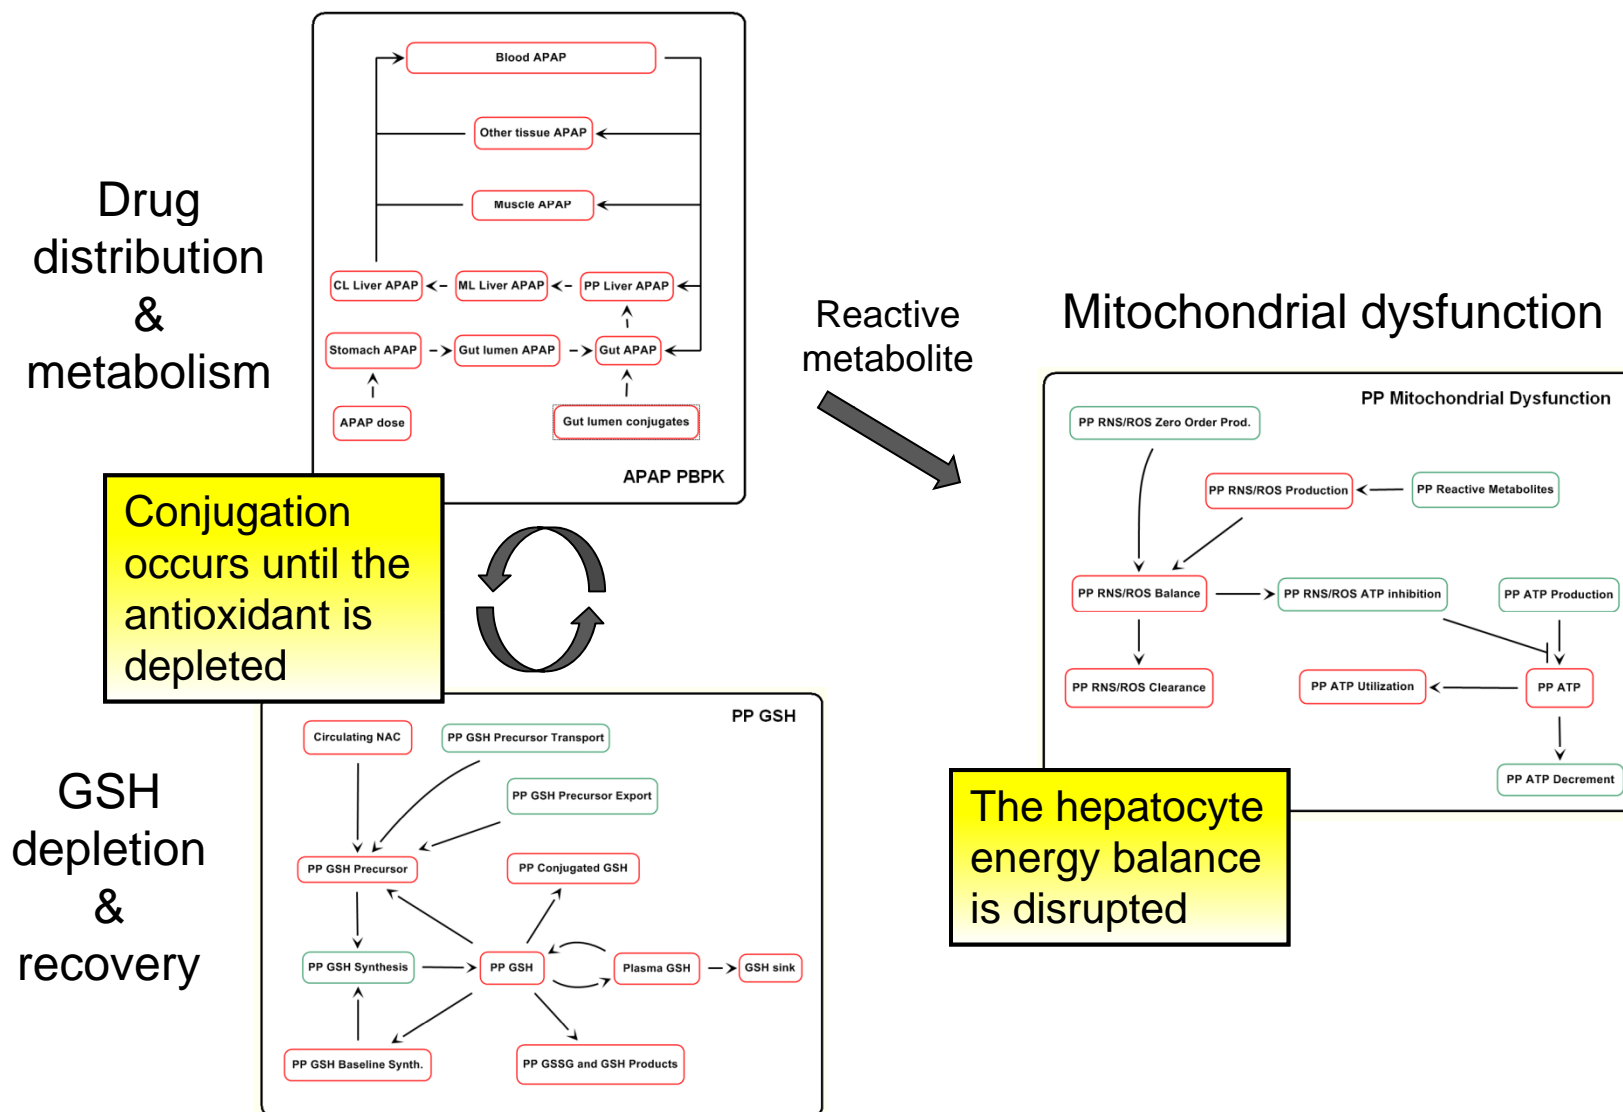 Drug
distribution
&
metabolism
Blood APAP
Other tissue APAP
Muscle APAP
CL Liver APAP
ML Liver APAP
PP Liver APAP
Stomach APAP
Gut lumen APAP
Gut APAP
APAP dose
Gut lumen conjugates
APAP PBPK
Conjugation
occurs until the
antioxidant is
depleted
Reactive
metabolite
Mitochondrial dysfunction
PP Mitochondrial Dysfunction
PP RNS/ROS Zero Order Prod.
PP RNS/ROS Production
PP Reactive Metabolites
PP RNS/ROS Balance
PP RNS/ROS ATP inhibition
PP ATP Production
PP RNS/ROS Clearance
PP ATP Utilization
PP ATP
PP ATP Decrement
The hepatocyte
energy balance
is disrupted
GSH
depletion
&
recovery
PP GSH
Circulating NAC
PP GSH Precursor Transport
PP GSH Precursor Export
PP GSH Precursor
PP Conjugated GSH
PP GSH Synthesis
PP GSH
Plasma GSH
GSH sink
PP GSH Baseline Synth.
PP GSSG and GSH Products